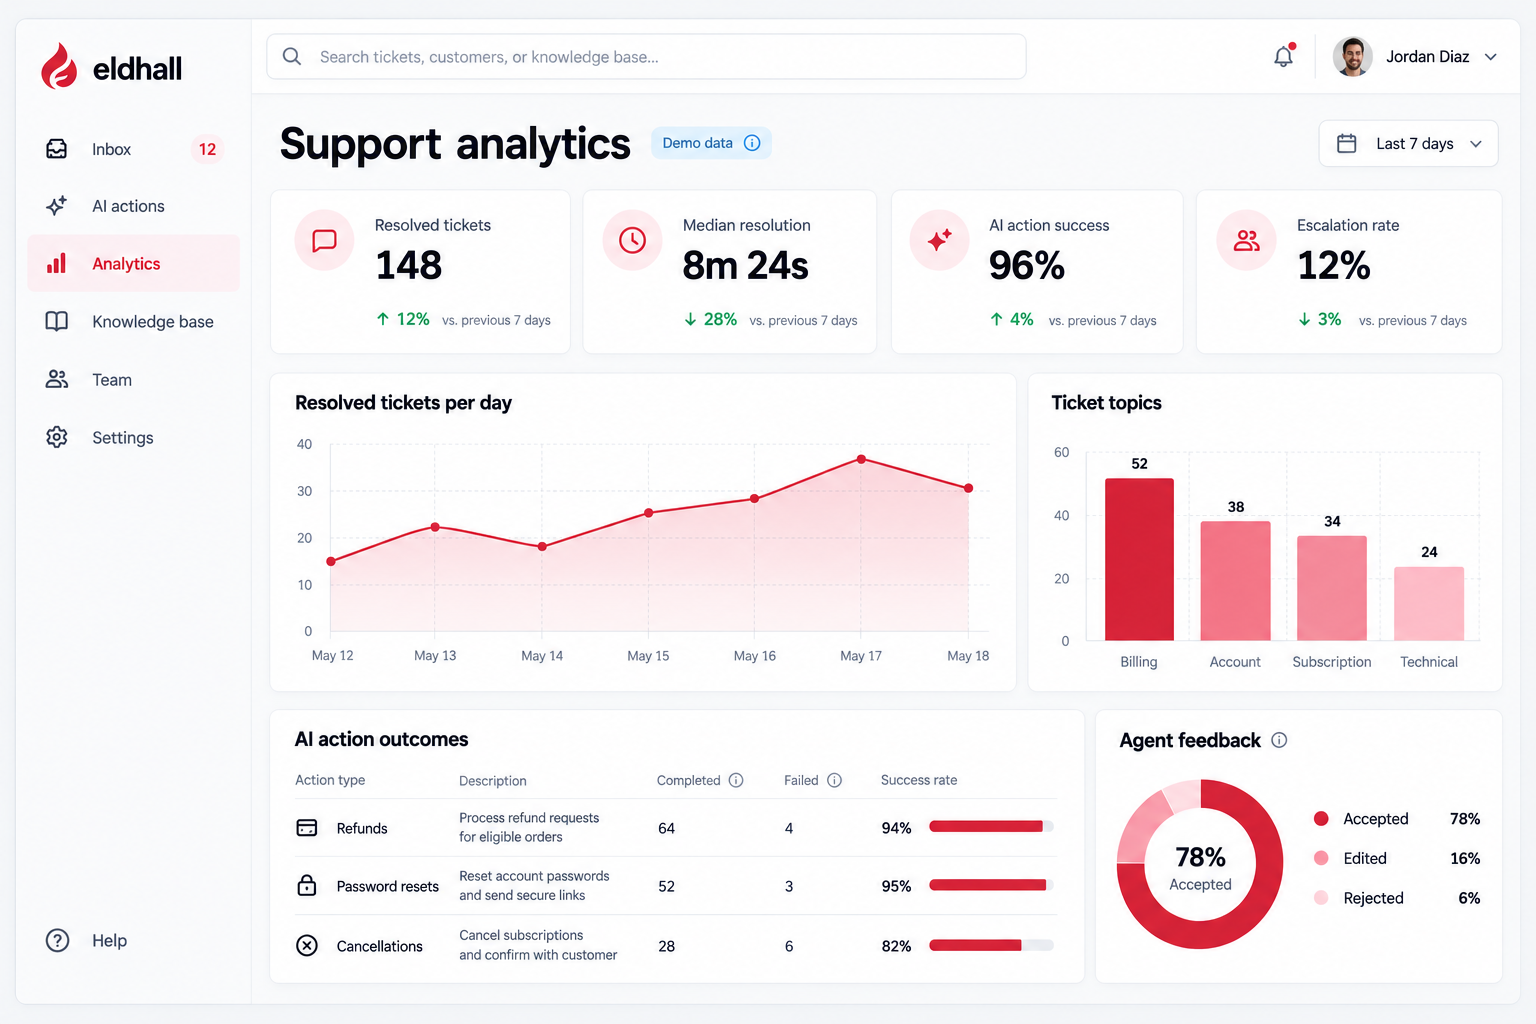 eldhall
Search tickets, customers, or knowledge base...
Jordan Diaz
Inbox
12
AI actions
Analytics
Knowledge base
Team
Settings
Help
Support analytics
Demo data
Last 7 days
Resolved tickets
148
12%
vs. previous 7 days
Median resolution
8m 24s
28%
vs. previous 7 days
AI action success
96%
4%
vs. previous 7 days
Escalation rate
12%
3%
vs. previous 7 days
Resolved tickets per day
40
30
20
10
0
May 12
May 13
May 14
May 15
May 16
May 17
May 18
Ticket topics
60
40
20
0
52
38
34
24
Billing
Account
Subscription
Technical
AI action outcomes
Action type
Description
Completed
Failed
Success rate
Refunds
Process refund requests
for eligible orders
64
4
94%
Password resets
Reset account passwords
and send secure links
52
3
95%
Cancellations
Cancel subscriptions
and confirm with customer
28
6
82%
Agent feedback
78%
Accepted
Accepted
78%
Edited
16%
Rejected
6%